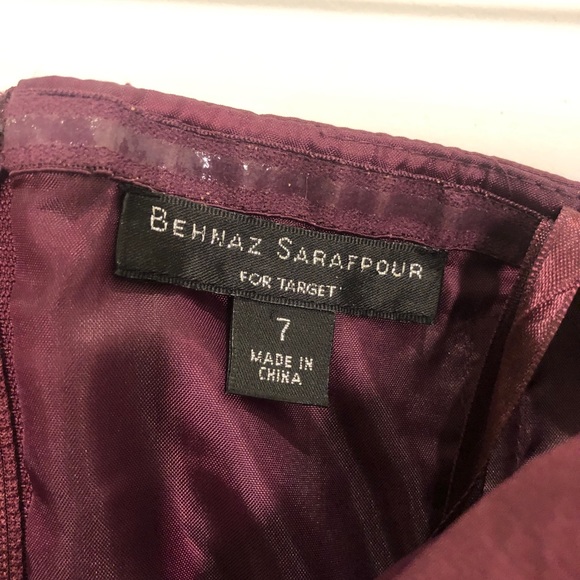 BEHNAZ SARAFPOUR
FOR TARGET
7
MADE IN
CHINA